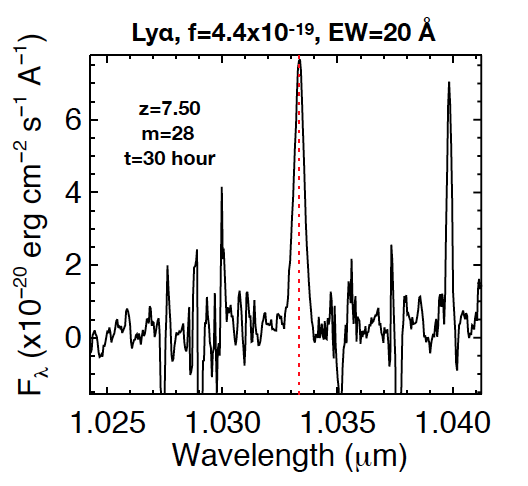 Lyα, f=4.4x10⁻¹⁹, EW=20 Å
z=7.50
m=28
t=30 hour
6
4
2
0
Fλ (x10⁻²⁰ erg cm⁻² s⁻¹ A⁻¹)
1.025 1.030 1.035 1.040
Wavelength (μm)